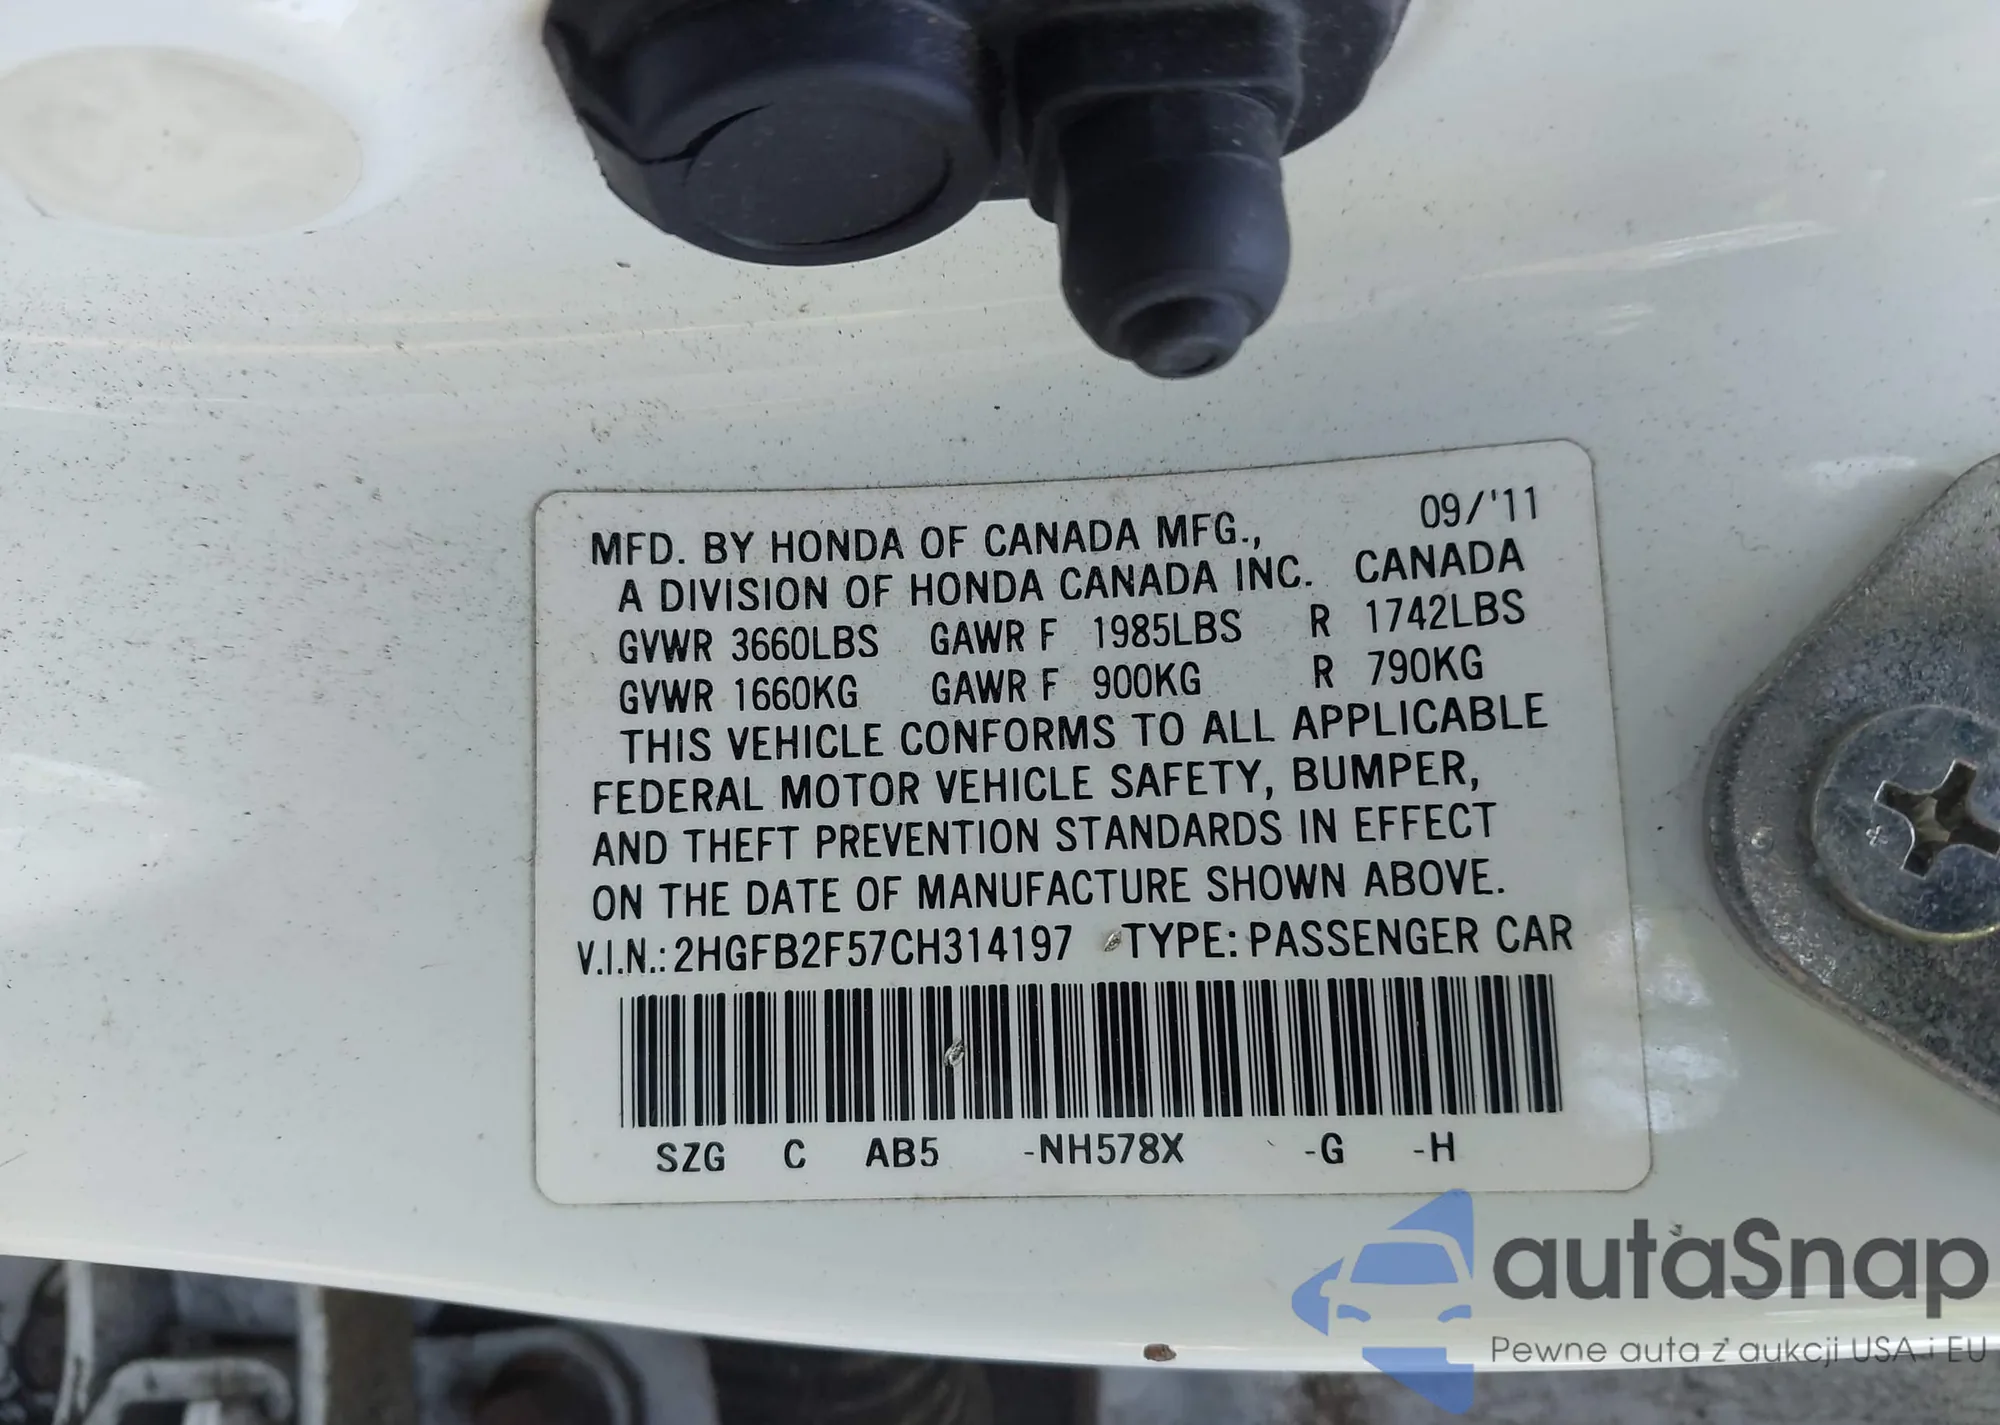 MFD. BY HONDA OF CANADA MFG., 09/'11
A DIVISION OF HONDA CANADA INC. CANADA
GVWR 3660LBS GAWR F 1985LBS R 1742LBS
GVWR 1660KG GAWR F 900KG R 790KG
THIS VEHICLE CONFORMS TO ALL APPLICABLE
FEDERAL MOTOR VEHICLE SAFETY, BUMPER,
AND THEFT PREVENTION STANDARDS IN EFFECT
ON THE DATE OF MANUFACTURE SHOWN ABOVE.
V.I.N.: 2HGFB2F57CH314197 TYPE: PASSENGER CAR
SZG C AB5 -NH578X -G -H
autaSnap
Pewne auta z aukcji USA i EU